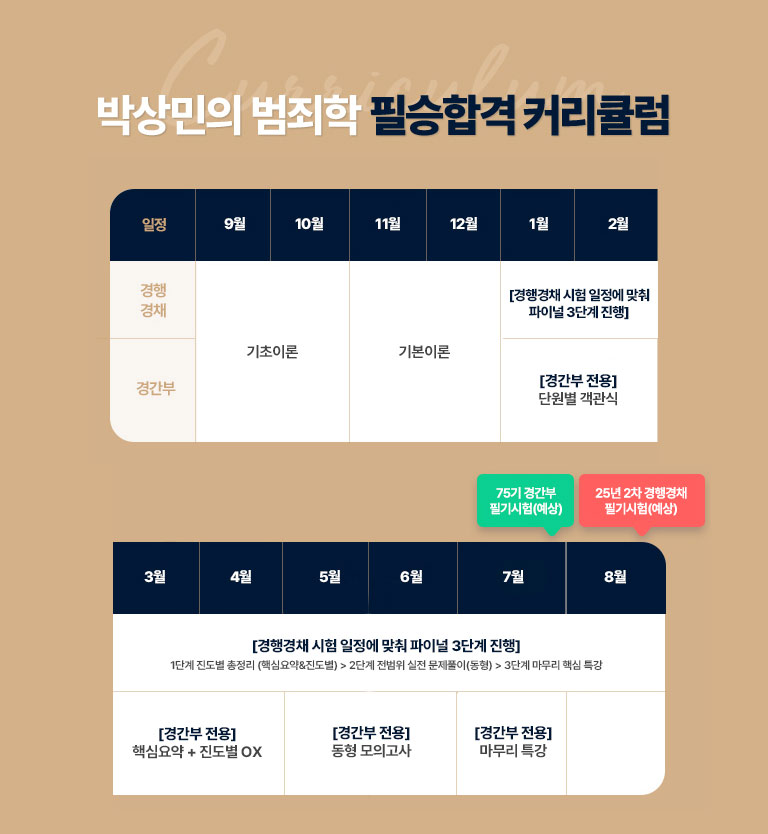 Curriculum
박상민의 범죄학 필승합격 커리큘럼
일정 9월 10월 11월 12월 1월 2월
경행
경채
기초이론
기본이론
[경행경채 시험 일정에 맞춰
파이널 3단계 진행]
경간부
[경간부 전용]
단원별 객관식
75기 경간부
필기시험(예상)
25년 2차 경행경채
필기시험(예상)
3월 4월 5월 6월 7월 8월
[경행경채 시험 일정에 맞춰 파이널 3단계 진행]
1단계 진도별 총정리 (핵심요약&진도별) > 2단계 전범위 실전 문제풀이(동형) > 3단계 마무리 핵심 특강
[경간부 전용]
핵심요약 + 진도별 OX
[경간부 전용]
동형 모의고사
[경간부 전용]
마무리 특강